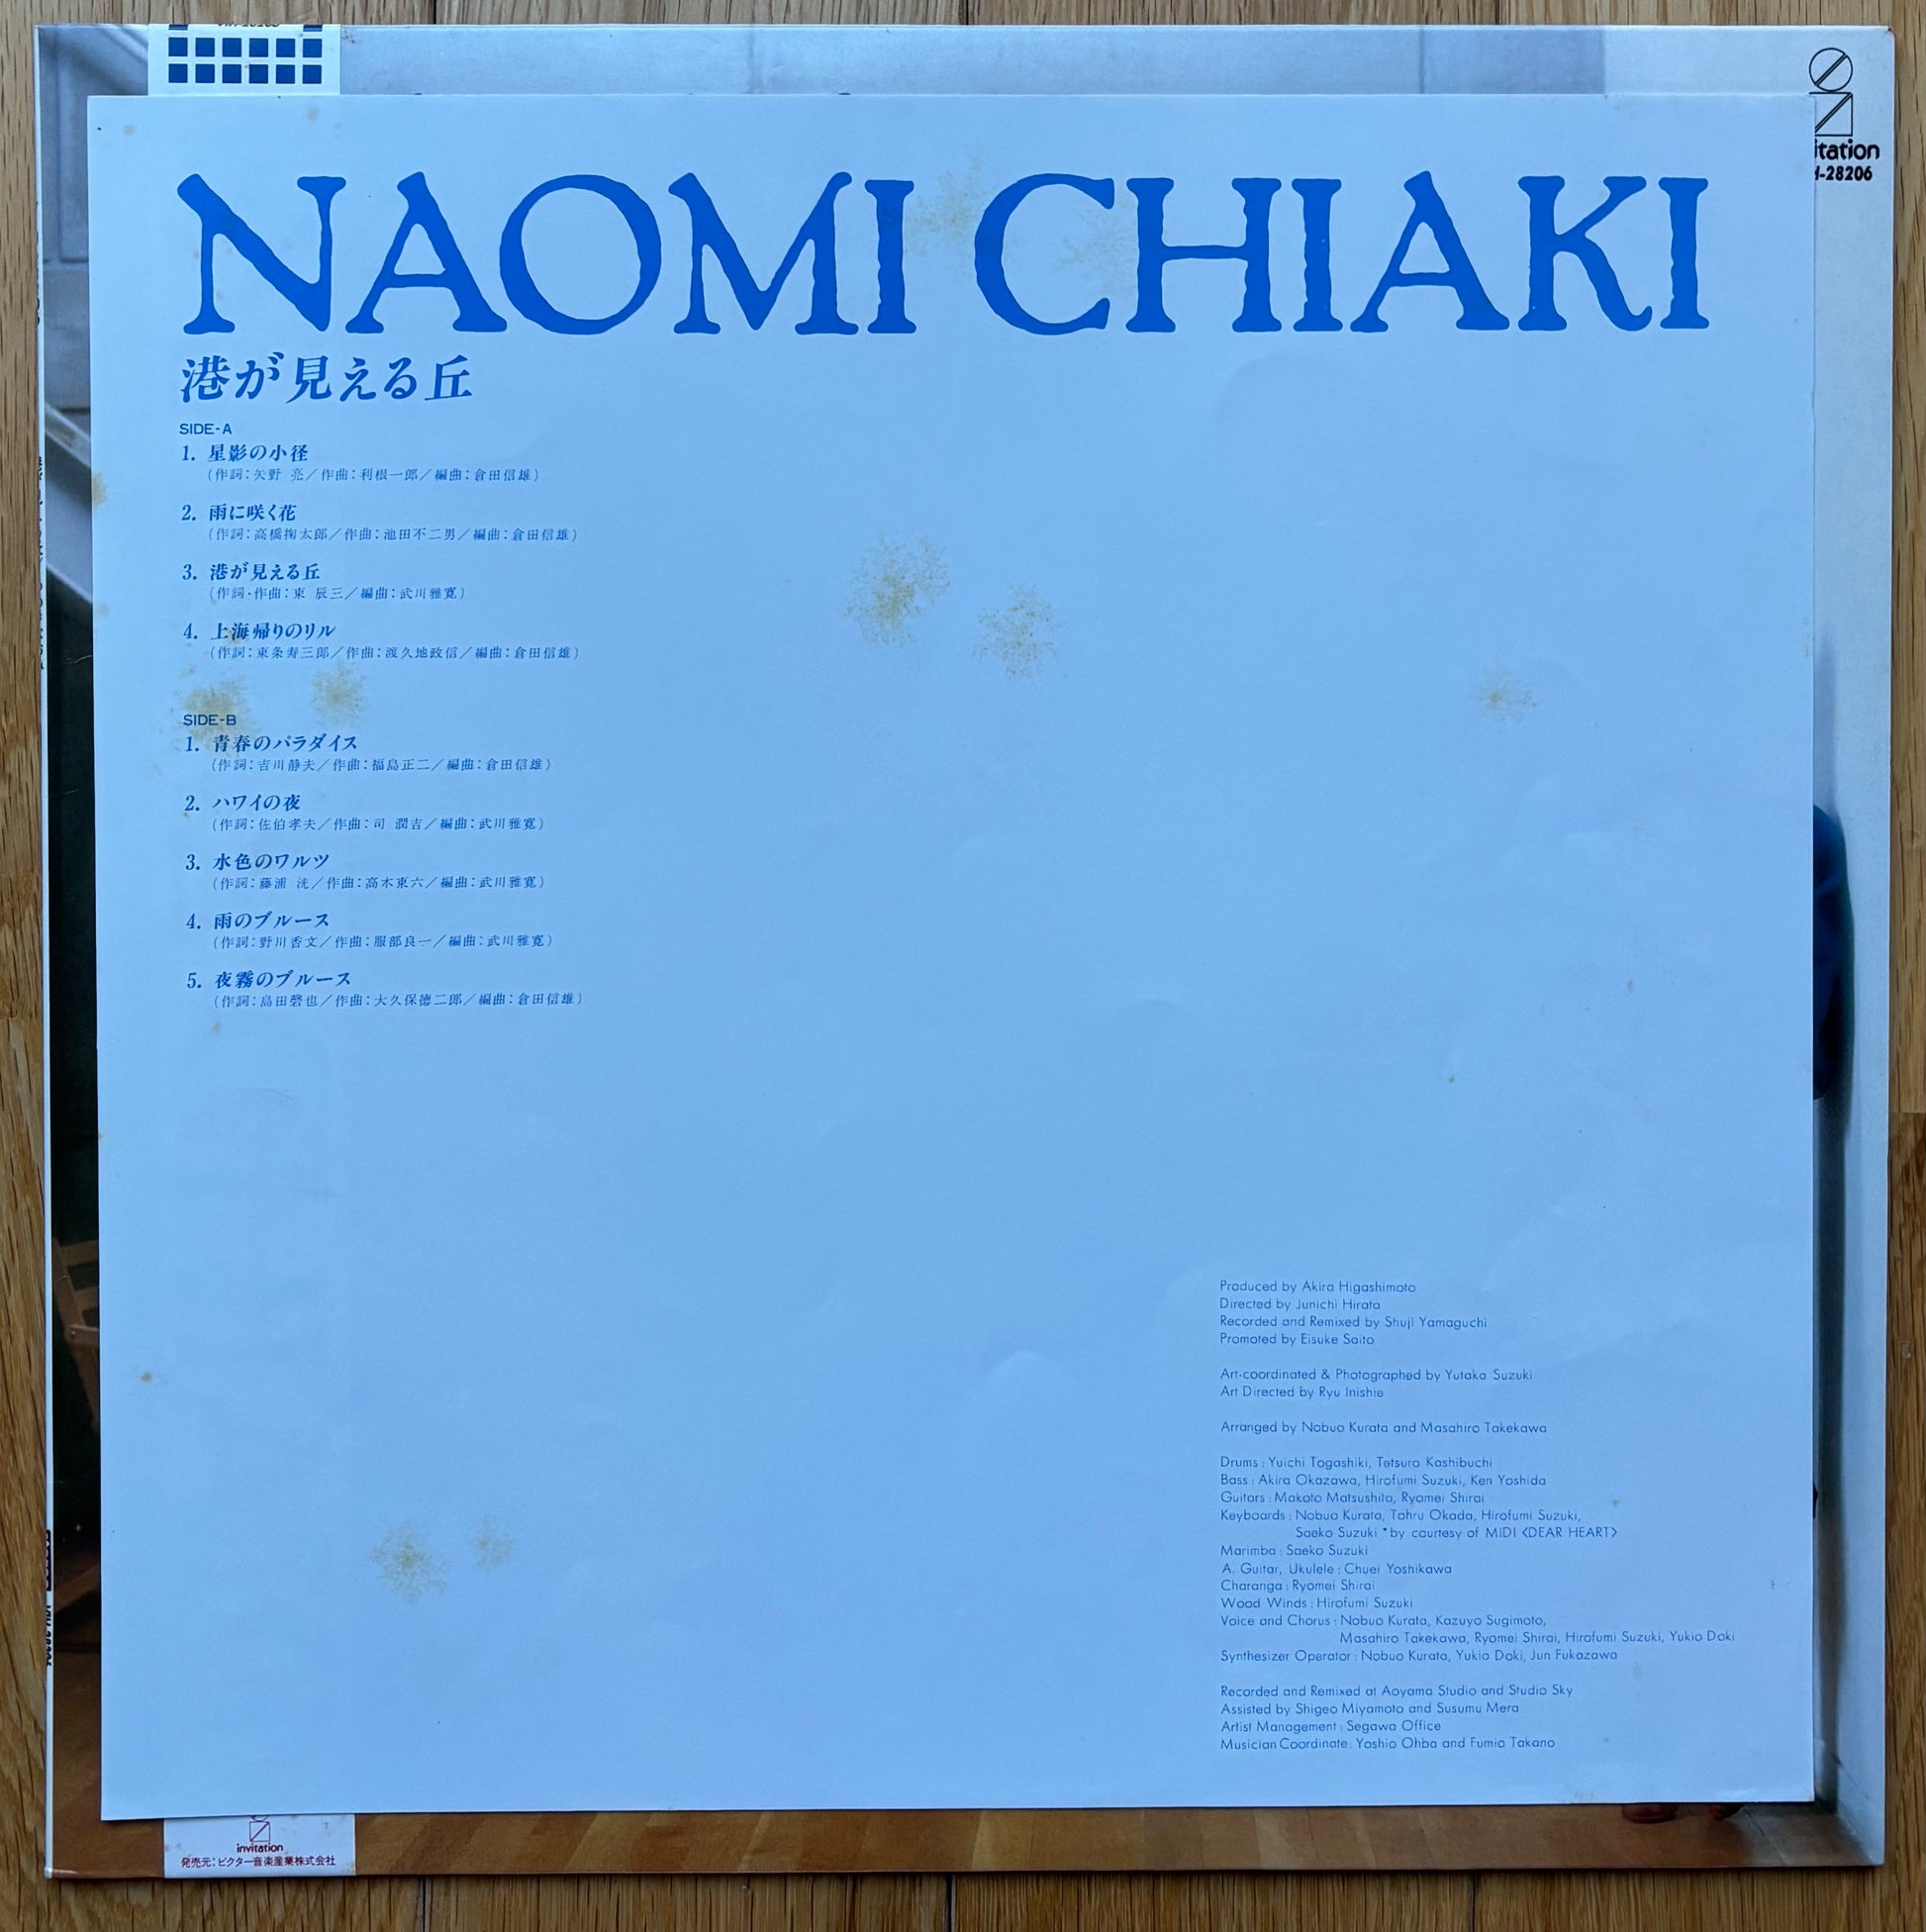 itation
-28206
NAOMI CHIAKI
港が見える丘
SIDE-A
1. 星影の小径
(作詞:矢野 亮／作曲:利根一郎／編曲:倉田信雄)
2. 雨に咲く花
(作詞:高橋掬太郎／作曲:池田不二男／編曲:倉田信雄)
3. 港が見える丘
(作詞・作曲:東 辰三／編曲:武川雅寛)
4. 上海帰りのリル
(作詞:東条寿三郎／作曲:渡久地政信／編曲:倉田信雄)
SIDE-B
1. 青春のパラダイス
(作詞:吉川静夫／作曲:福島正二／編曲:倉田信雄)
2. ハワイの夜
(作詞:佐伯孝夫／作曲:司 潤吉／編曲:武川雅寛)
3. 水色のワルツ
(作詞:藤浦 洸／作曲:高木東六／編曲:武川雅寛)
4. 雨のブルース
(作詞:野川香文／作曲:服部良一／編曲:武川雅寛)
5. 夜霧のブルース
(作詞:島田磬也／作曲:大久保徳二郎／編曲:倉田信雄)
Produced by Akira Higashimoto
Directed by Junichi Hirata
Recorded and Remixed by Shuji Yamaguchi
Promoted by Eisuke Saito
Art-coordinated & Photographed by Yutaka Suzuki
Art Directed by Ryu Inishie
Arranged by Nobuo Kurata and Masahiro Takekawa
Drums : Yuichi Togashiki, Tetsuro Kashibuchi
Bass : Akira Okazawa, Hirofumi Suzuki, Ken Yoshida
Guitars : Makoto Matsushita, Ryomei Shirai
Keyboards : Nobuo Kurata, Tohru Okada, Hirofumi Suzuki,
Saeko Suzuki *by courtesy of MIDI <DEAR HEART>
Marimba : Saeko Suzuki
A. Guitar, Ukulele : Chuei Yoshikawa
Charanga : Ryomei Shirai
Wood Winds : Hirofumi Suzuki
Voice and Chorus : Nobuo Kurata, Kazuyo Sugimoto,
Masahiro Takekawa, Ryomei Shirai, Hirofumi Suzuki, Yukio Doki
Synthesizer Operator : Nobuo Kurata, Yukio Doki, Jun Fukazawa
Recorded and Remixed at Aoyama Studio and Studio Sky
Assisted by Shigeo Miyamoto and Susumu Mera
Artist Management : Segawa Office
Musician Coordinate : Yoshio Ohba and Fumio Takano
invitation
発売元:ビクター音楽産業株式会社